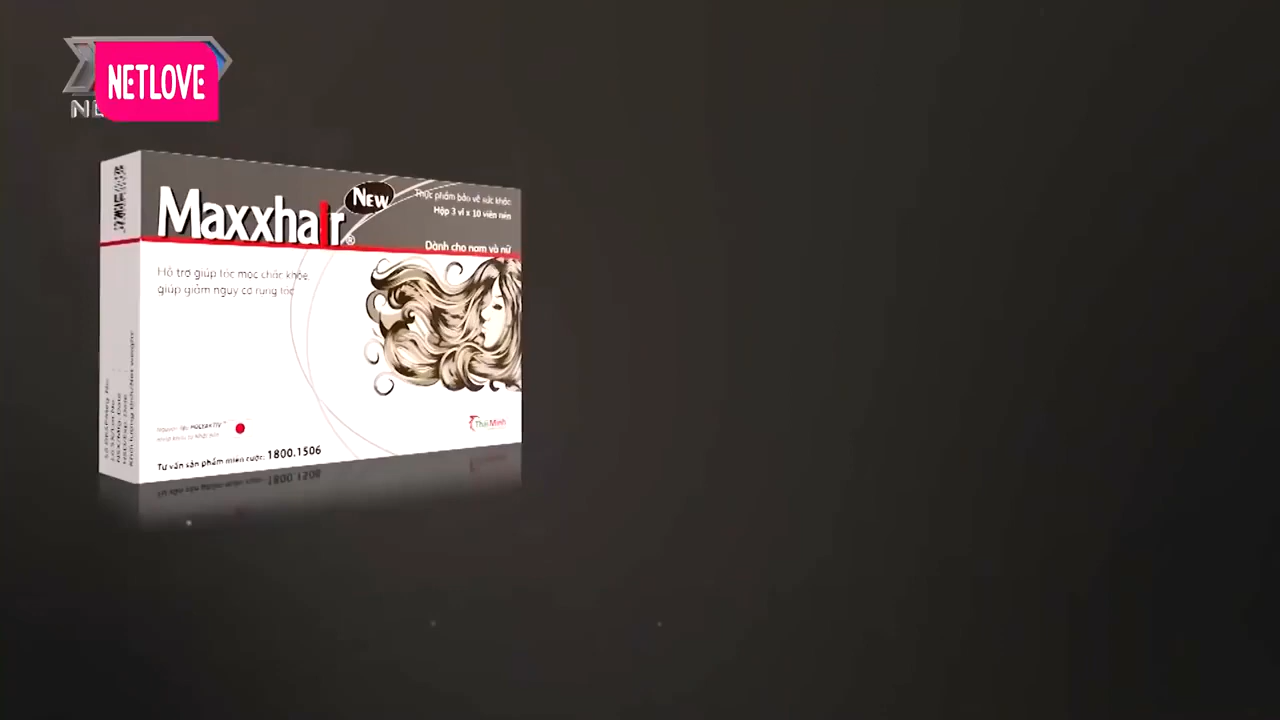 NETLOVE
NE
Maxxhair®
NEW
Thực phẩm bảo vệ sức khỏe
Hộp 3 vỉ x 10 viên nén
Dành cho nam và nữ
Hỗ trợ giúp tóc mọc chắc khỏe,
giúp giảm nguy cơ rụng tóc
Thái Minh
Tư vấn sản phẩm miễn cước: 1800.1506